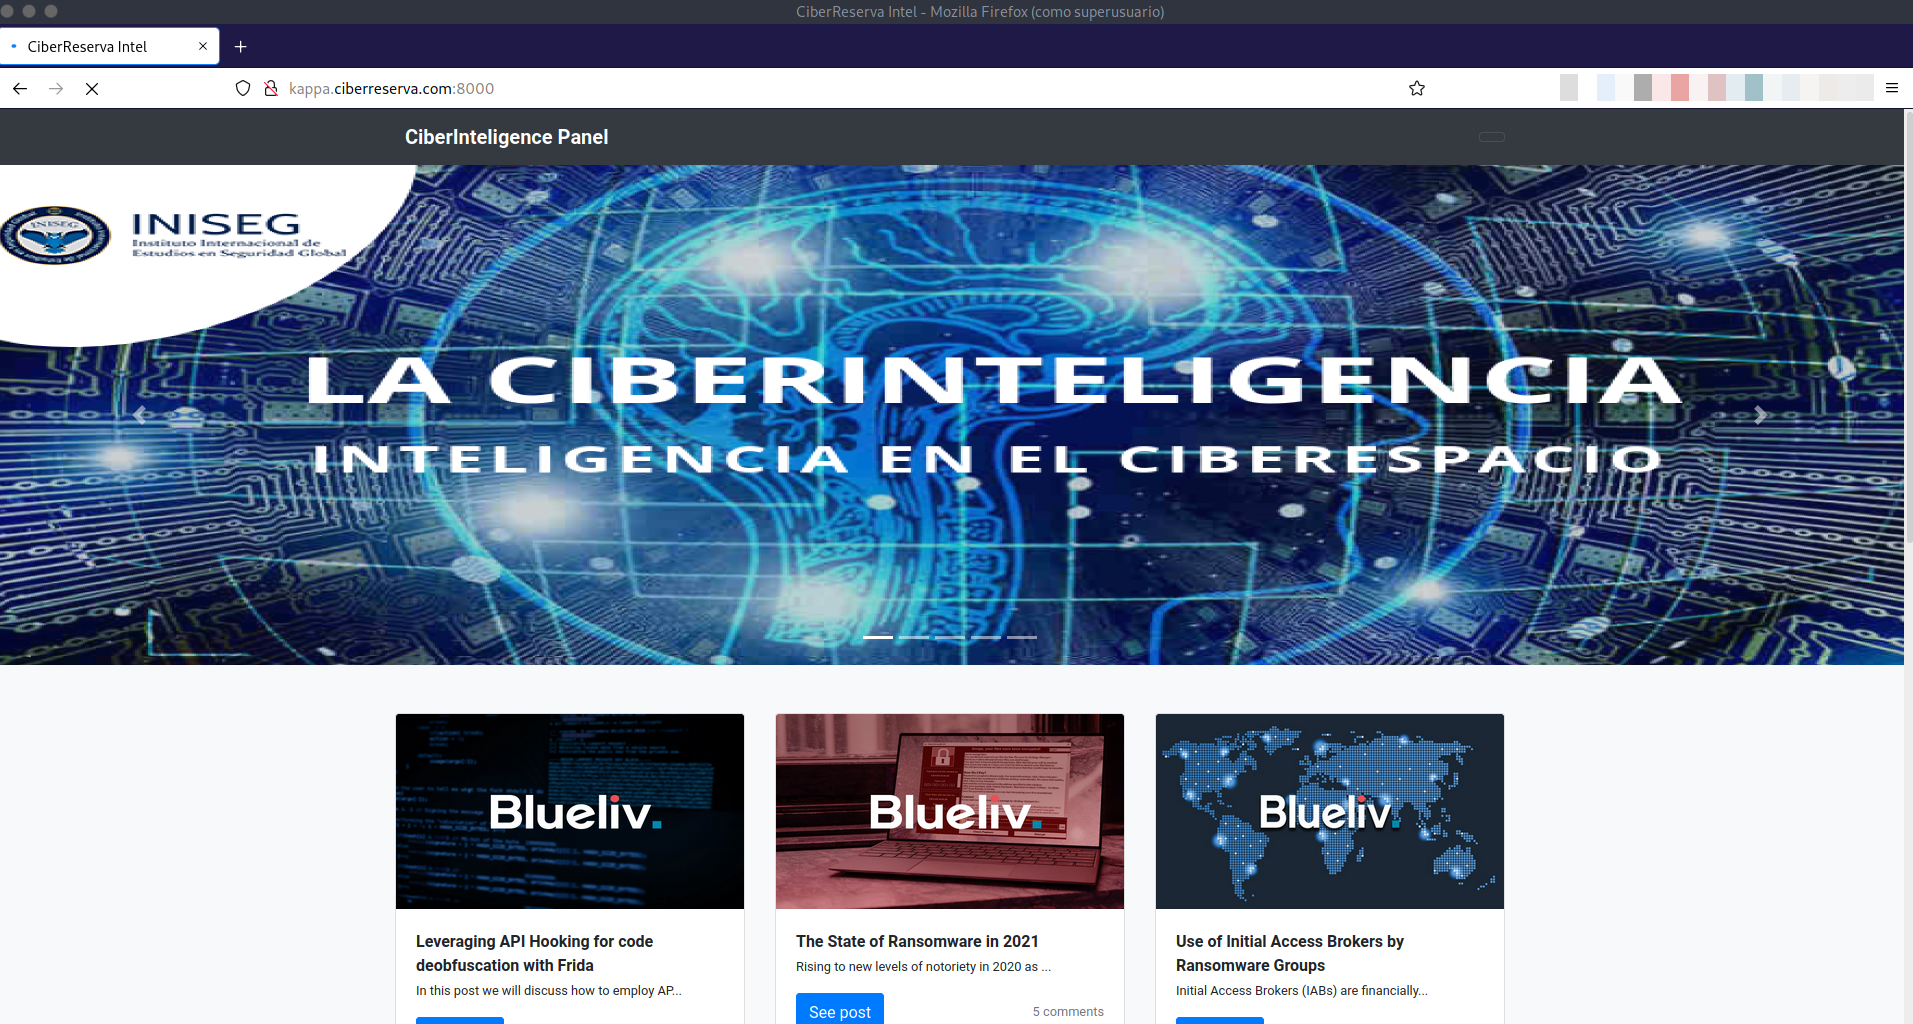 CiberReserva Intel - Mozilla Firefox (como superusuario)
CiberReserva Intel
kappa.ciberreserva.com:8000
CiberInteligence Panel
INISEG
Instituto Internacional de
Estudios en Seguridad Global
LA CIBERINTELIGENCIA
INTELIGENCIA EN EL CIBERESPACIO
Blueliv.
Blueliv.
Blueliv.
Leveraging API Hooking for code
deobfuscation with Frida
In this post we will discuss how to employ AP...
The State of Ransomware in 2021
Rising to new levels of notoriety in 2020 as ...
See post
5 comments
Use of Initial Access Brokers by
Ransomware Groups
Initial Access Brokers (IABs) are financially...